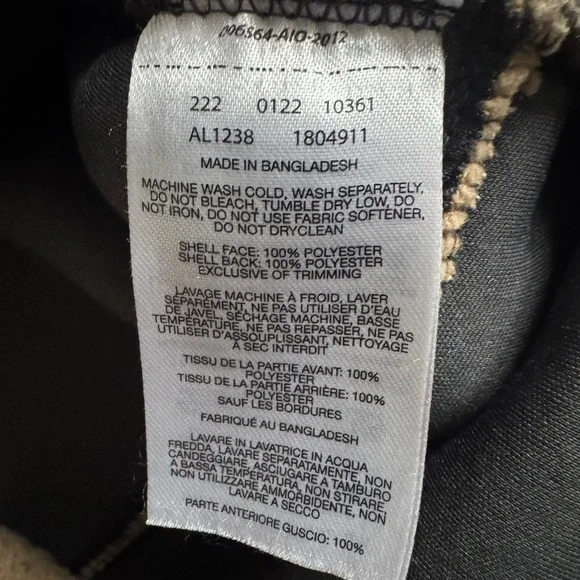 006S64-AIO-2012
222 0122 10361
AL1238 1804911
MADE IN BANGLADESH
MACHINE WASH COLD, WASH SEPARATELY,
DO NOT BLEACH, TUMBLE DRY LOW, DO
NOT IRON, DO NOT USE FABRIC SOFTENER,
DO NOT DRYCLEAN
SHELL FACE: 100% POLYESTER
SHELL BACK: 100% POLYESTER
EXCLUSIVE OF TRIMMING
LAVAGE MACHINE À FROID, LAVER
SÉPARÉMENT, NE PAS UTILISER D'EAU
DE JAVEL, SÉCHAGE MACHINE, BASSE
TEMPÉRATURE, NE PAS REPASSER, NE PAS
UTILISER D'ASSOUPLISSANT, NETTOYAGE
À SEC INTERDIT
TISSU DE LA PARTIE AVANT: 100%
POLYESTER
TISSU DE LA PARTIE ARRIÈRE: 100%
POLYESTER
SAUF LES BORDURES
FABRIQUÉ AU BANGLADESH
LAVARE IN LAVATRICE IN ACQUA
FREDDA, LAVARE SEPARATAMENTE, NON
CANDEGGIARE, ASCIUGARE A TAMBURO
A BASSA TEMPERATURA, NON STIRARE,
NON UTILIZZARE AMMORBIDENTE, NON
LAVARE A SECCO
PARTE ANTERIORE GUSCIO: 100%